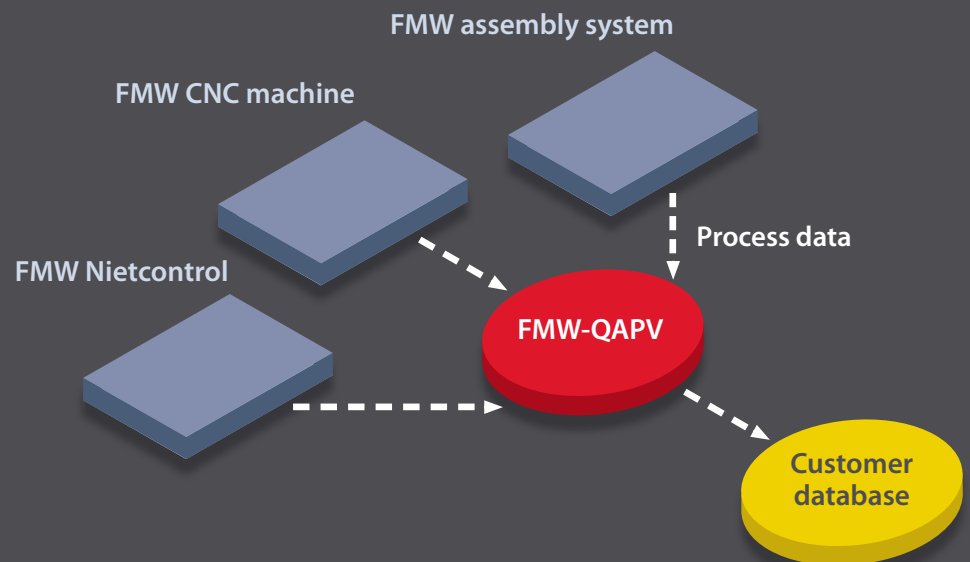 FMW assembly system
FMW CNC machine
Process data
FMW Nietcontrol
FMW-QAPV
Customer
database